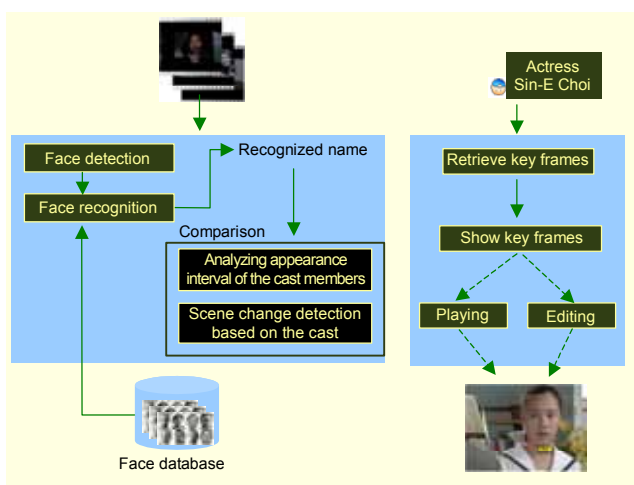 Face detection
Face recognition
Recognized name
Comparison
Analyzing appearance
interval of the cast members
Scene change detection
based on the cast
Face database
Actress
Sin-E Choi
Retrieve key frames
Show key frames
Playing
Editing